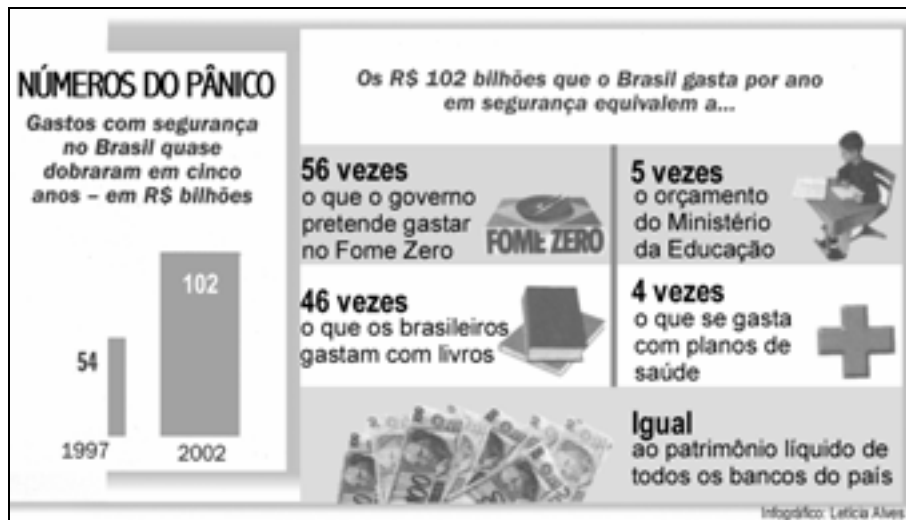 NÚMEROS DO PÂNICO
Gastos com segurança
no Brasil quase
dobraram em cinco
anos – em R$ bilhões
54
102
1997
2002
Os R$ 102 bilhões que o Brasil gasta por ano
em segurança equivalem a...
56 vezes
o que o governo
pretende gastar
no Fome Zero
FOME ZERO
5 vezes
o orçamento
do Ministério
da Educação
46 vezes
o que os brasileiros
gastam com livros
4 vezes
o que se gasta
com planos de
saúde
Igual
ao patrimônio líquido de
todos os bancos do país
Infográfico: Letícia Alves